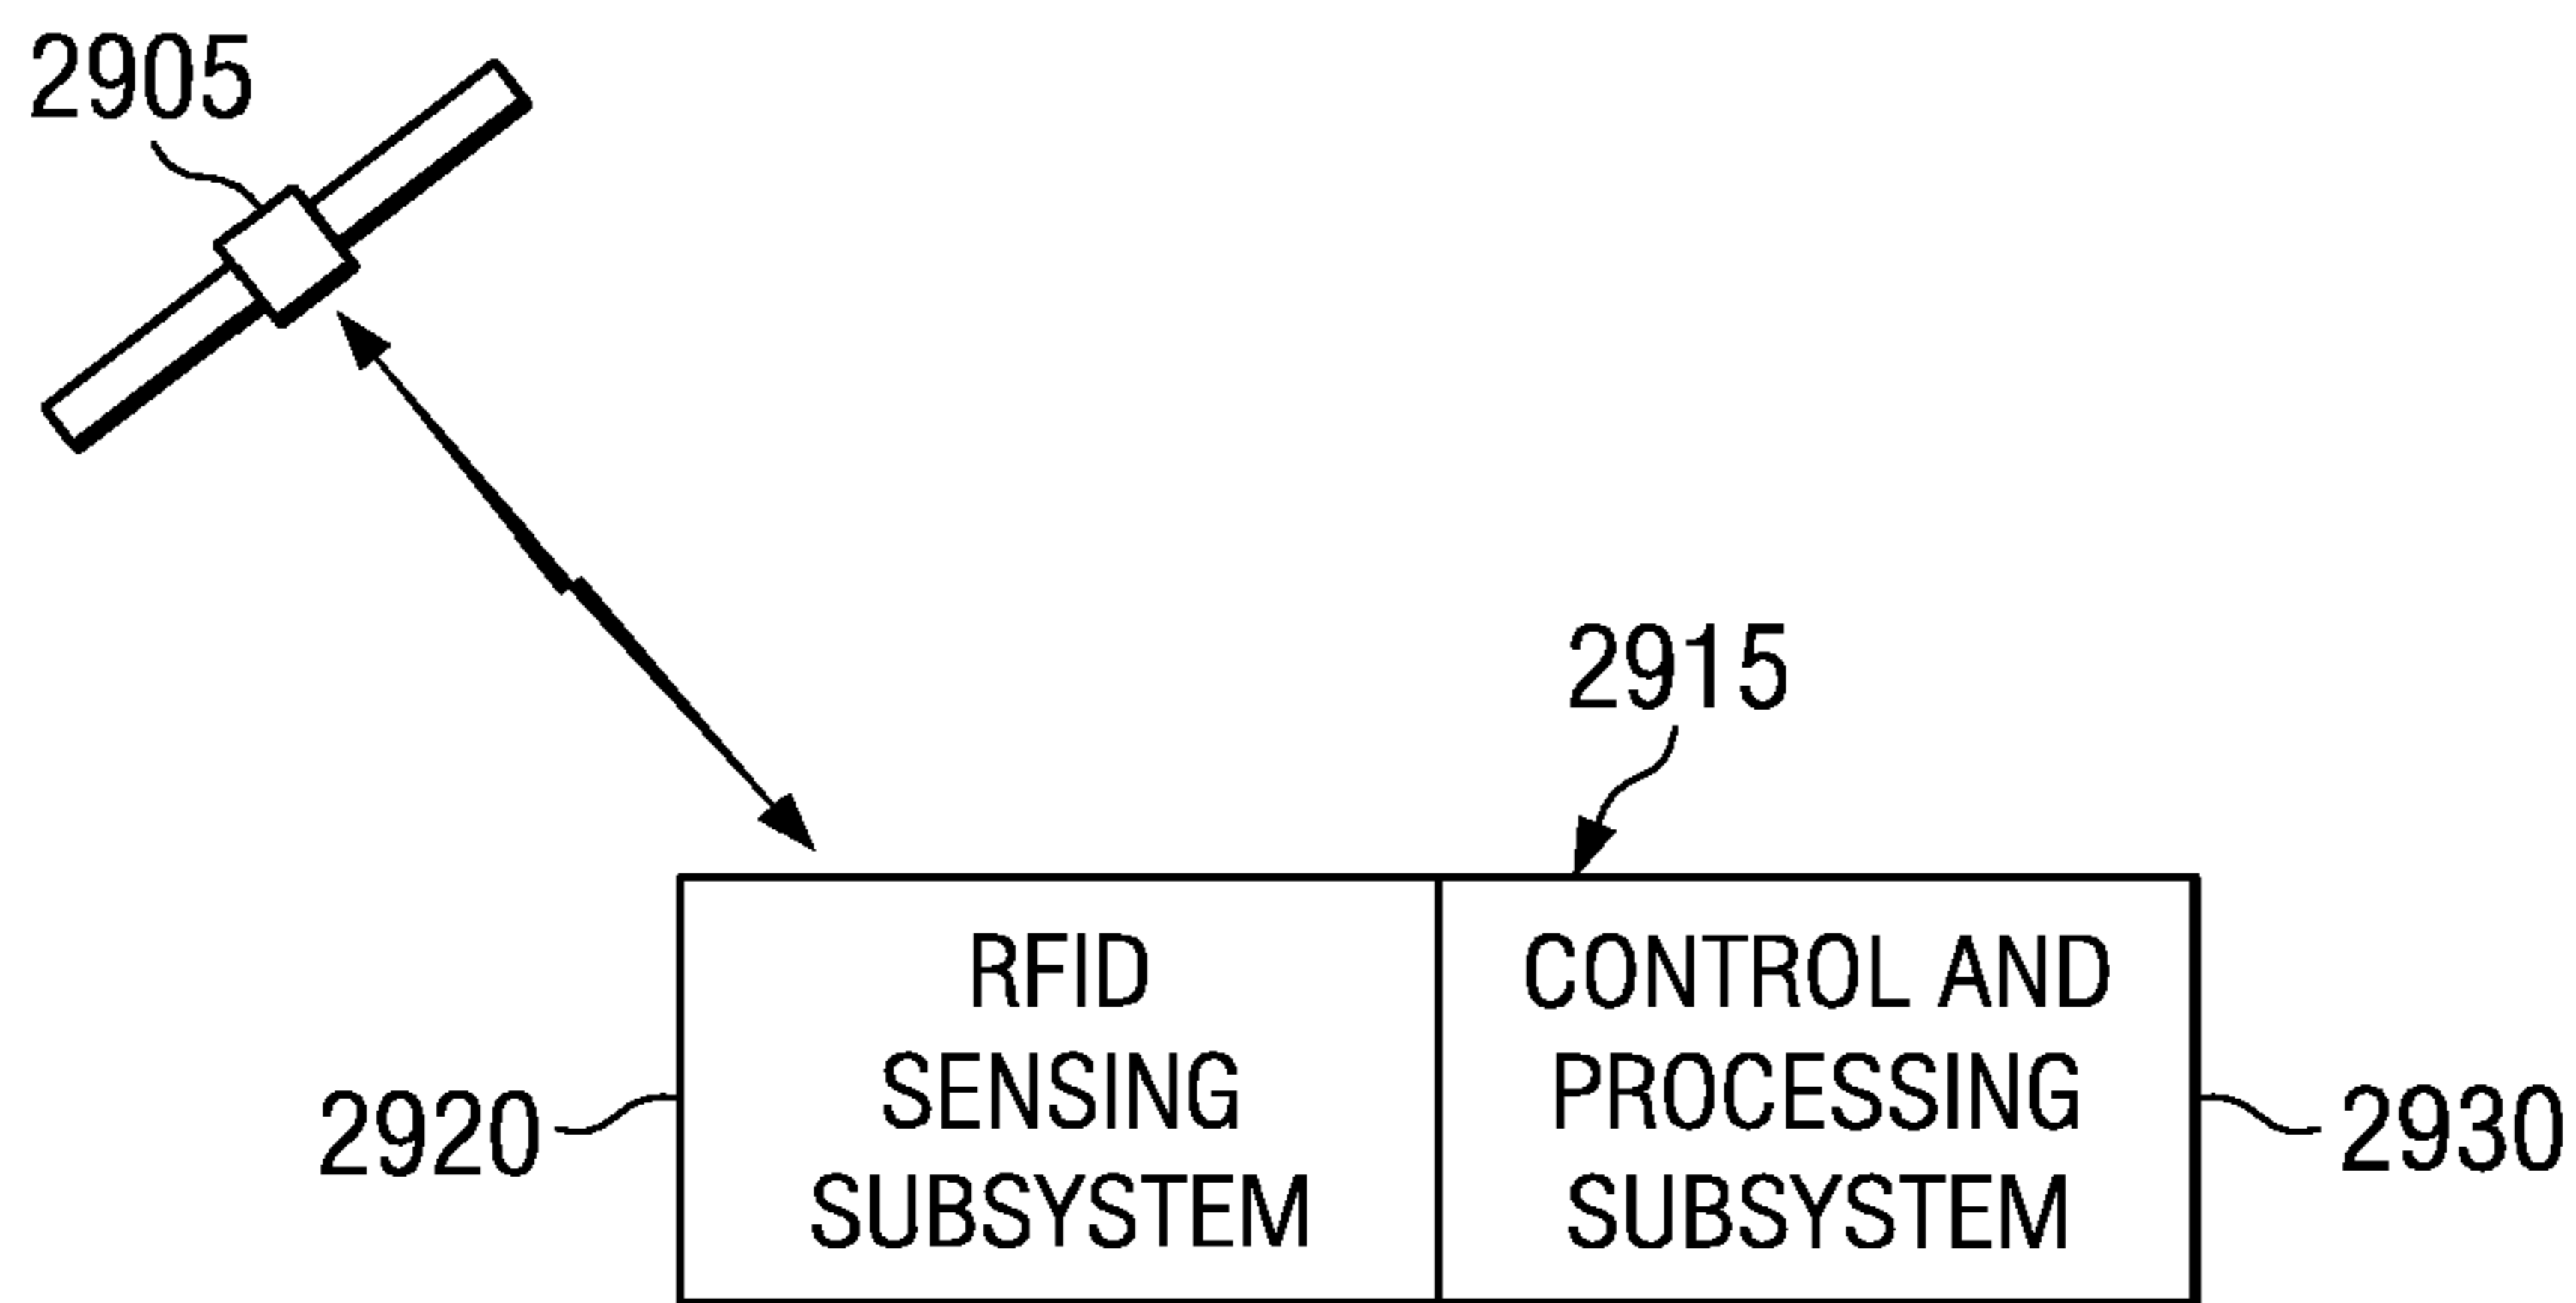 2905
2915
RFID
SENSING
SUBSYSTEM
CONTROL AND
PROCESSING
SUBSYSTEM
2920
2930